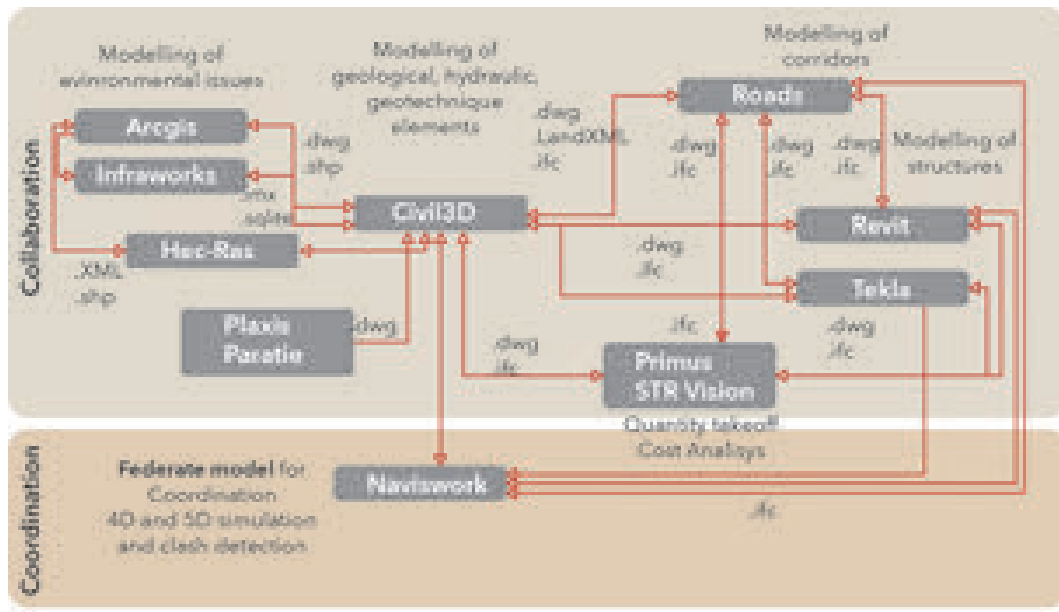 Modelling of
evinronmental issues
Modelling of
geological, hydraulic,
geotechnique
elements
Modelling of
corridors
Roads
Arcgis
.dwg
.shp
.dwg
.LandXML
.ifc
.dwg
.ifc
.dwg
.ifc
.dwg
.ifc
Modelling of
structures
Infraworks
.imx
.sqlite
Civil3D
Revit
Collaboration
Hec-Ras
.XML
.shp
.dwg
.ifc
Tekla
Plaxis
Paratie
.dwg
.dwg
.ifc
.ifc
.dwg
.ifc
Primus
STR Vision
Quantity takeoff
Cost Analisys
Coordination
Federate model for
Coordination
4D and 5D simulation
and clash detection
Naviswork
.ifc